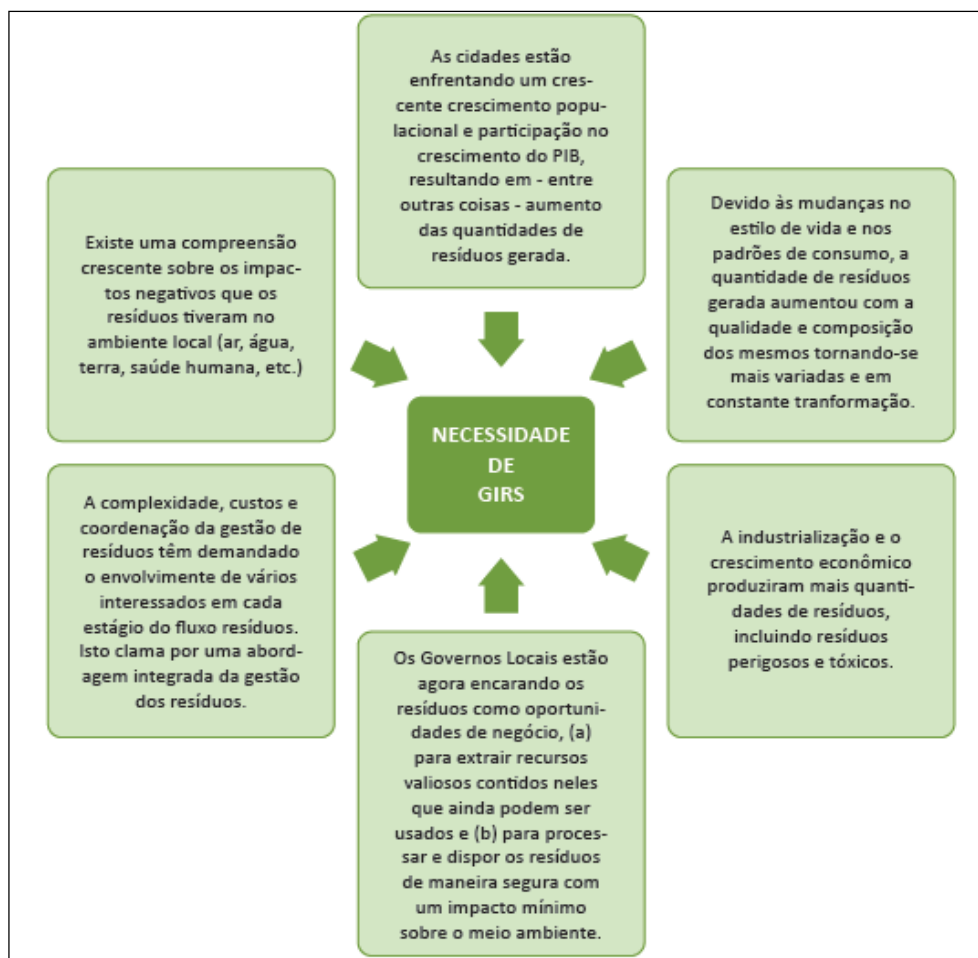 As cidades estão
enfrentando um cres-
cente crescimento popu-
lacional e participação no
crescimento do PIB,
resultando em - entre
outras coisas - aumento
das quantidades de
resíduos gerada.
Existe uma compreensão
crescente sobre os impac-
tos negativos que os
resíduos tiveram no
ambiente local (ar, água,
terra, saúde humana, etc.)
Devido às mudanças no
estilo de vida e nos
padrões de consumo, a
quantidade de resíduos
gerada aumentou com a
qualidade e composição
dos mesmos tornando-se
mais variadas e em
constante tranformação.
NECESSIDADE
DE
GIRS
A complexidade, custos e
coordenação da gestão de
resíduos têm demandado
o envolvimente de vários
interessados em cada
estágio do fluxo resíduos.
Isto clama por uma abord-
agem integrada da gestão
dos resíduos.
A industrialização e o
crescimento econômico
produziram mais quanti-
dades de resíduos,
incluindo resíduos
perigosos e tóxicos.
Os Governos Locais estão
agora encarando os
resíduos como oportuni-
dades de negócio, (a)
para extrair recursos
valiosos contidos neles
que ainda podem ser
usados e (b) para proces-
sar e dispor os resíduos
de maneira segura com
um impacto mínimo
sobre o meio ambiente.